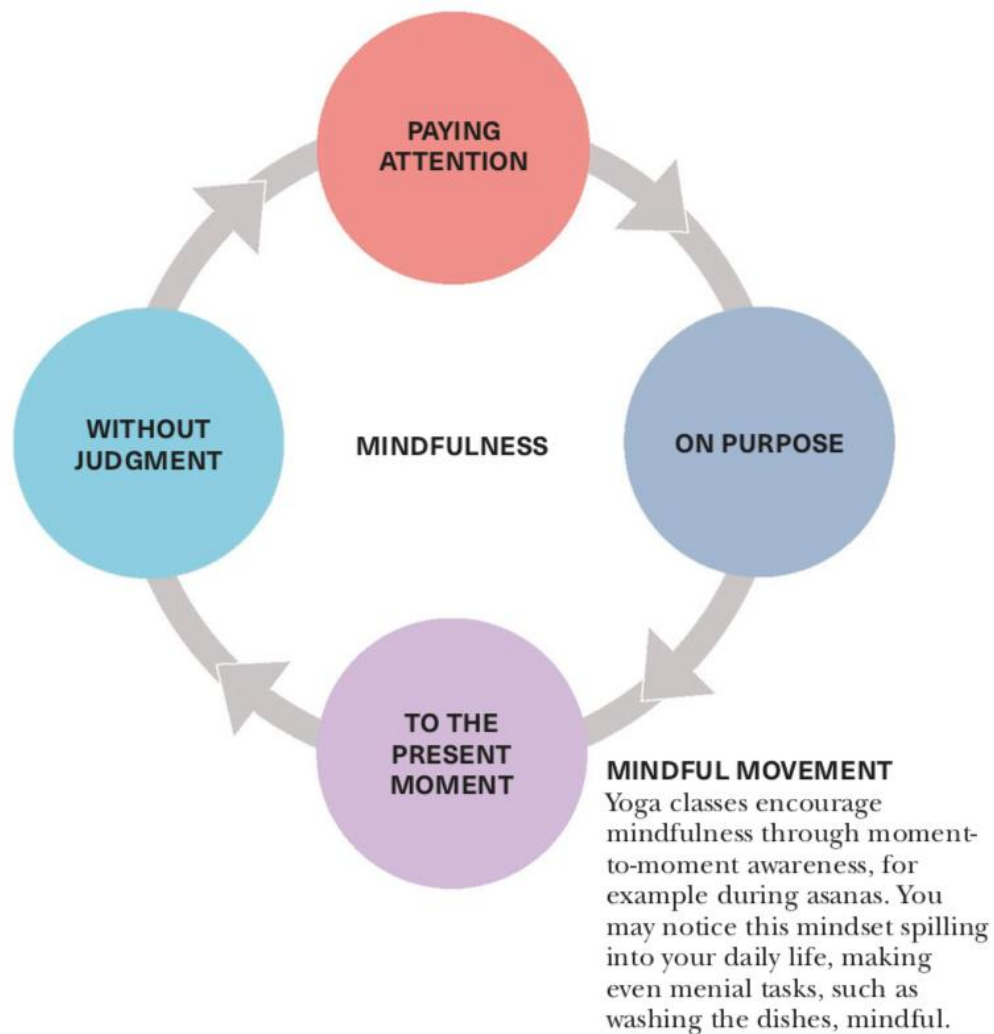 PAYING
ATTENTION
WITHOUT
JUDGMENT
MINDFULNESS
ON PURPOSE
TO THE
PRESENT
MOMENT
MINDFUL MOVEMENT
Yoga classes encourage
mindfulness through moment-
to-moment awareness, for
example during asanas. You
may notice this mindset spilling
into your daily life, making
even menial tasks, such as
washing the dishes, mindful.